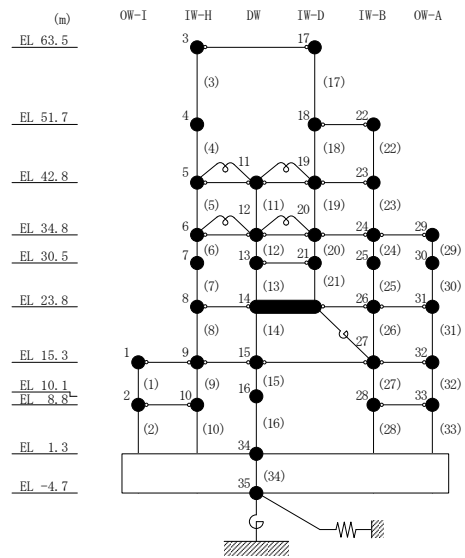 (m) OW-I IW-H DW IW-D IW-B OW-A
EL 63.5 3 17
(3) (17)
EL 51.7 4 18 22
(4) (18) (22)
EL 42.8 5 11 19 23
(5) (11) (19) (23)
EL 34.8 6 12 20 24 29
(6) (12) (20) (24) (29)
EL 30.5 7 13 21 25 30
(7) (13) (21) (25) (30)
EL 23.8 8 14 26 31
(8) (14) (26) (31)
27
EL 15.3 1 9 15 32
(1) (9) (15) (27) (32)
EL 10.1 16
EL 8.8 2 10 28 33
(2) (10) (16) (28) (33)
EL 1.3 34
(34)
EL -4.7 35